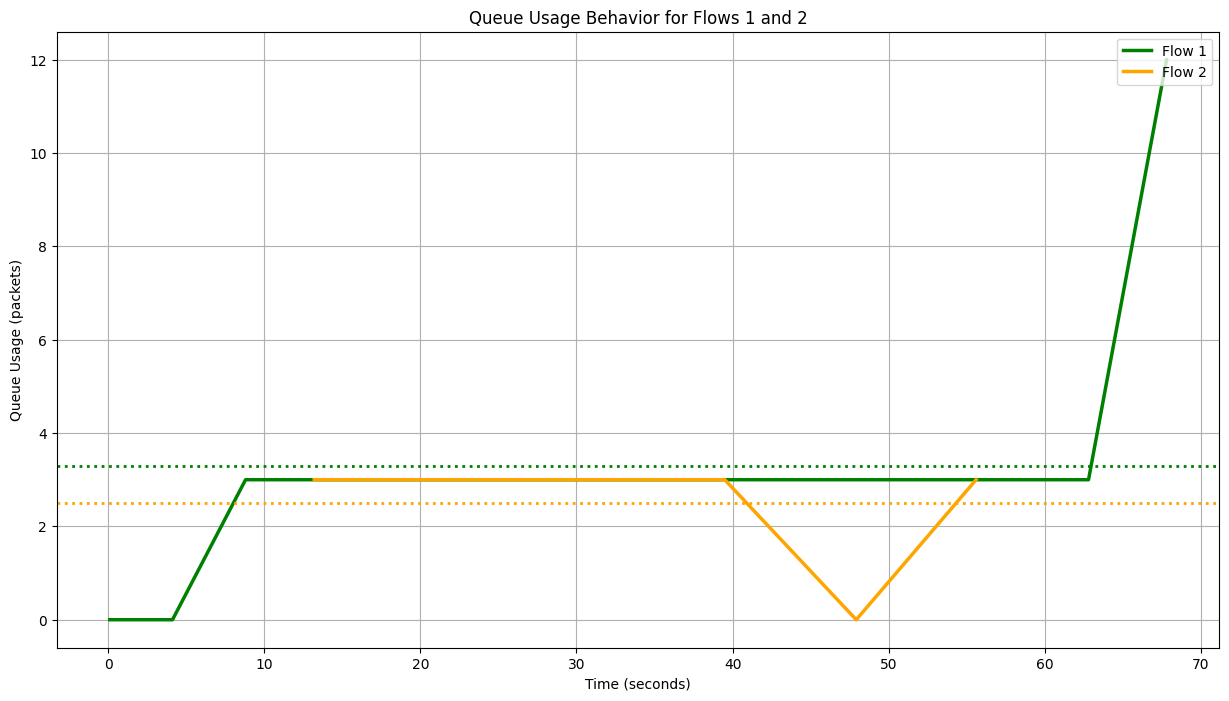 Queue Usage Behavior for Flows 1 and 2
Flow 1
Flow 2
Queue Usage (packets)
12
10
8
6
4
2
0
0 10 20 30 40 50 60 70
Time (seconds)